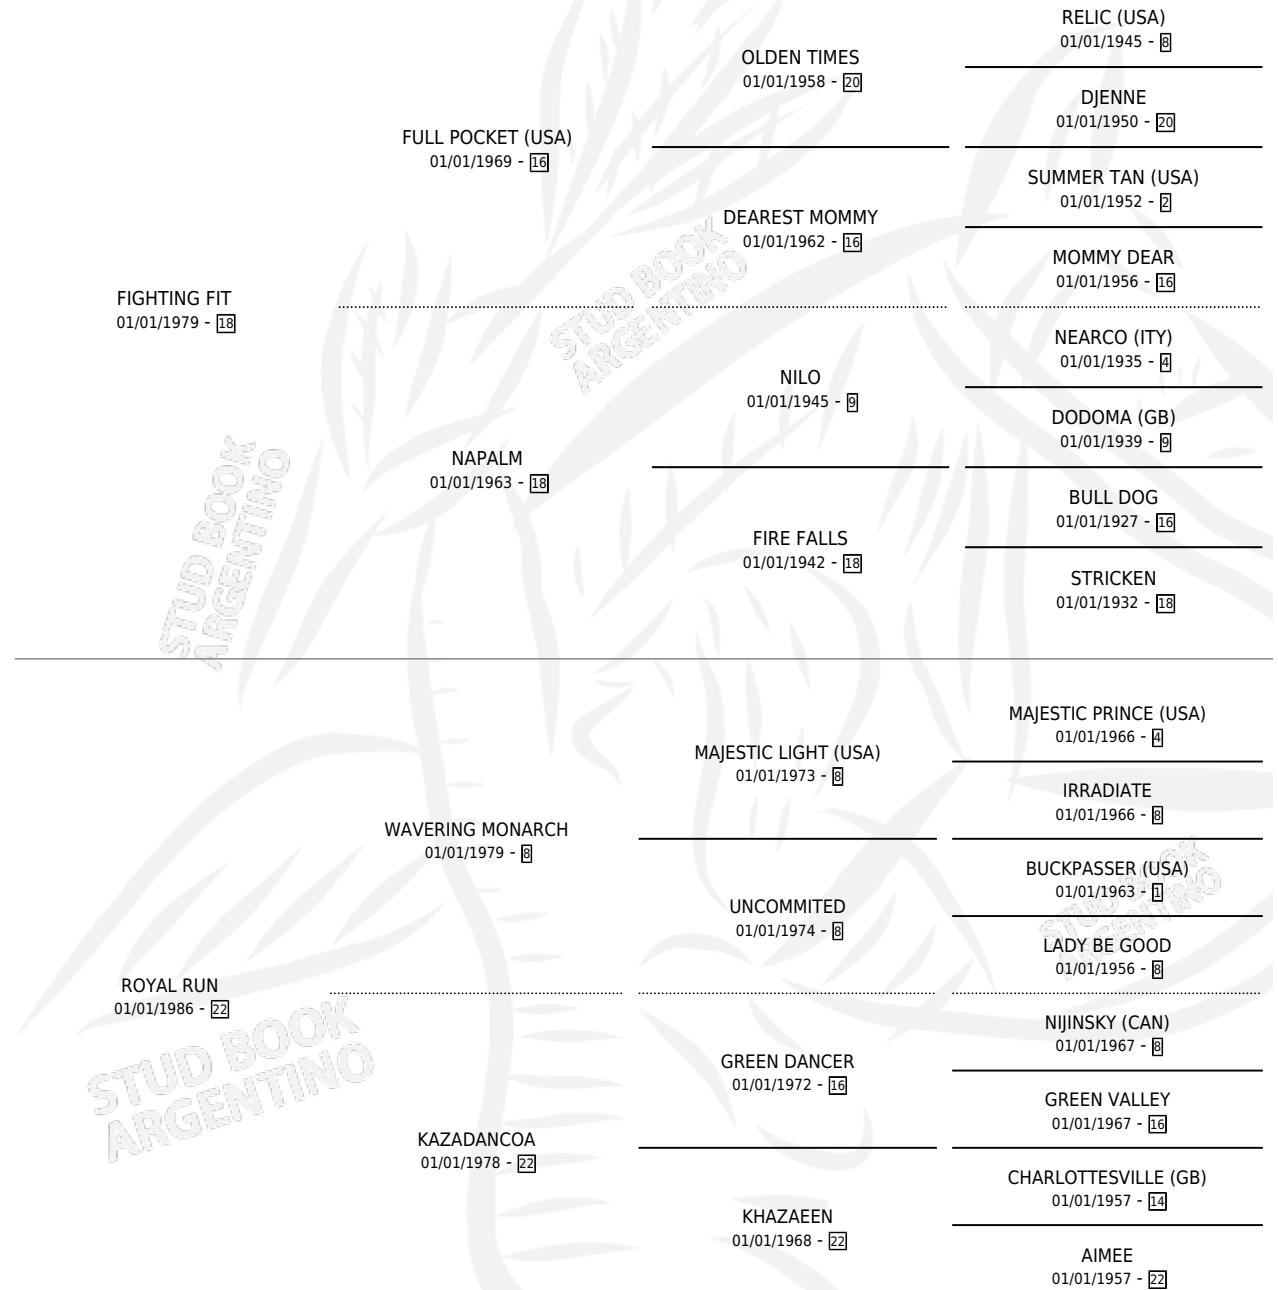 RELIC (USA)
01/01/1945 - 8
OLDEN TIMES
01/01/1958 - 20
DJENNE
01/01/1950 - 20
FULL POCKET (USA)
01/01/1969 - 16
SUMMER TAN (USA)
01/01/1952 - 2
DEAREST MOMMY
01/01/1962 - 16
MOMMY DEAR
01/01/1956 - 16
FIGHTING FIT
01/01/1979 - 18
STUD BOOK
ARGENTINO
NEARCO (ITY)
01/01/1935 - 4
NILO
01/01/1945 - 9
DODOMA (GB)
01/01/1939 - 9
NAPALM
01/01/1963 - 18
BULL DOG
01/01/1927 - 16
FIRE FALLS
01/01/1942 - 18
STRICKEN
01/01/1932 - 18
STUD BOOK
ARGENTINO
MAJESTIC PRINCE (USA)
01/01/1966 - 4
MAJESTIC LIGHT (USA)
01/01/1973 - 8
IRRADIATE
01/01/1966 - 8
WAVERING MONARCH
01/01/1979 - 8
BUCKPASSER (USA)
01/01/1963 - 1
UNCOMMITED
01/01/1974 - 8
STUD BOOK
ARGENTINO
LADY BE GOOD
01/01/1956 - 8
ROYAL RUN
01/01/1986 - 22
NIJINSKY (CAN)
01/01/1967 - 8
STUD BOOK
ARGENTINO
GREEN DANCER
01/01/1972 - 16
GREEN VALLEY
01/01/1967 - 16
KAZADANCOA
01/01/1978 - 22
CHARLOTTESVILLE (GB)
01/01/1957 - 14
KHAZAEEN
01/01/1968 - 22
AIMEE
01/01/1957 - 22